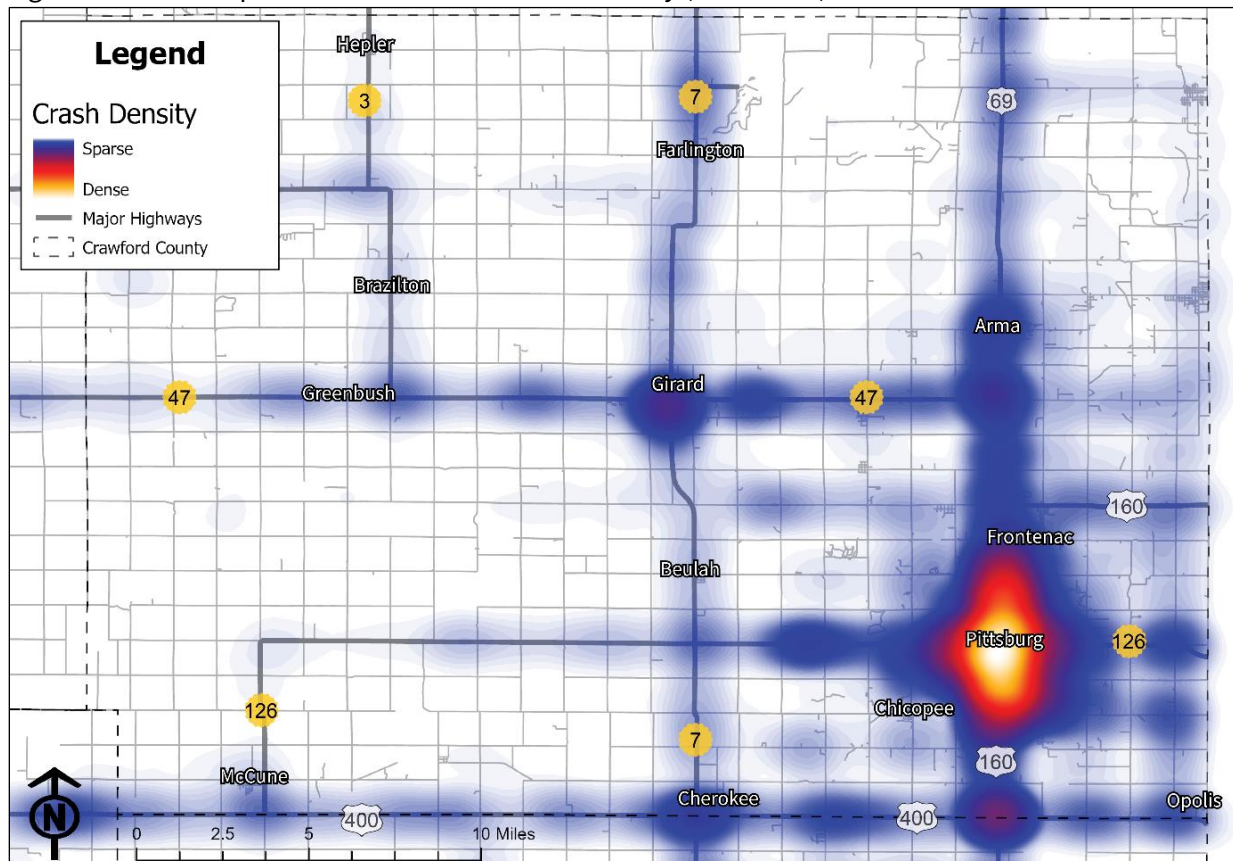 Hepler
Legend
Crash Density
Sparse
Dense
Major Highways
Crawford County
3
7
69
Farlington
Brazilton
Arma
Girard
Greenbush
47
47
160
Frontenac
Beulah
Pittsburg
126
Chicopee
126
7
160
McCune
Cherokee
Opolis
400
400
N
0 2.5 5 10 Miles